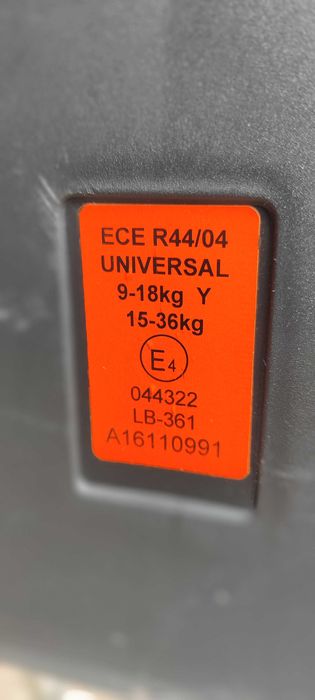 ECE R44/04
UNIVERSAL
9-18kg Y
15-36kg
E4
044322
LB-361
A16110991